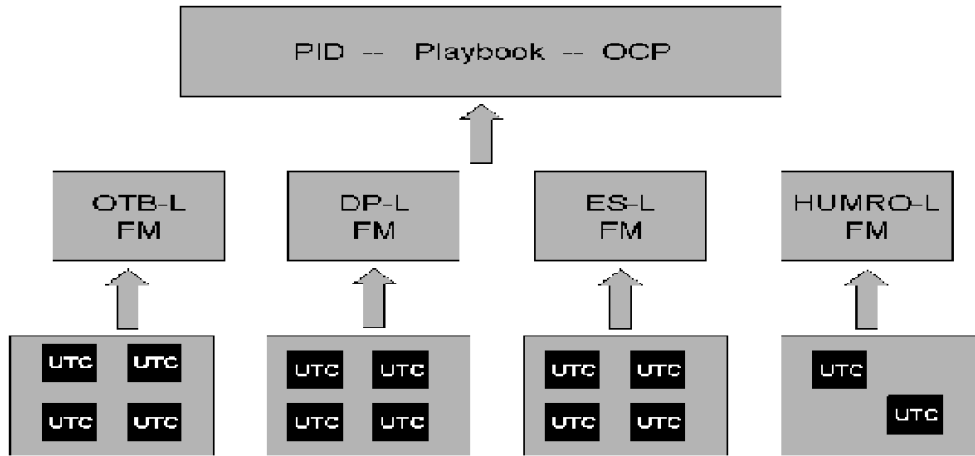 PID -- Playbook -- OCP
OTB-L
FM
DP-L
FM
ES-L
FM
HUMRO-L
FM
UTC UTC
UTC UTC
UTC UTC
UTC UTC
UTC UTC
UTC UTC
UTC
UTC